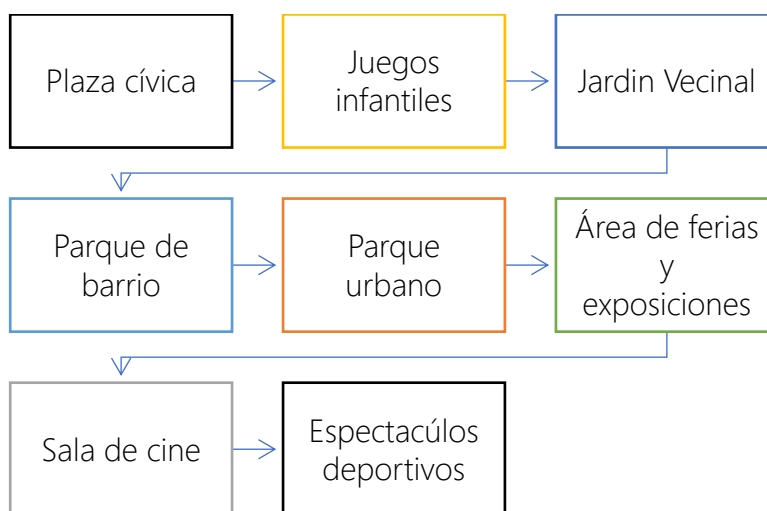 Plaza cívica
Juegos
infantiles
Jardin Vecinal
Parque de
barrio
Parque
urbano
Área de ferias
y
exposiciones
Sala de cine
Espectacúlos
deportivos